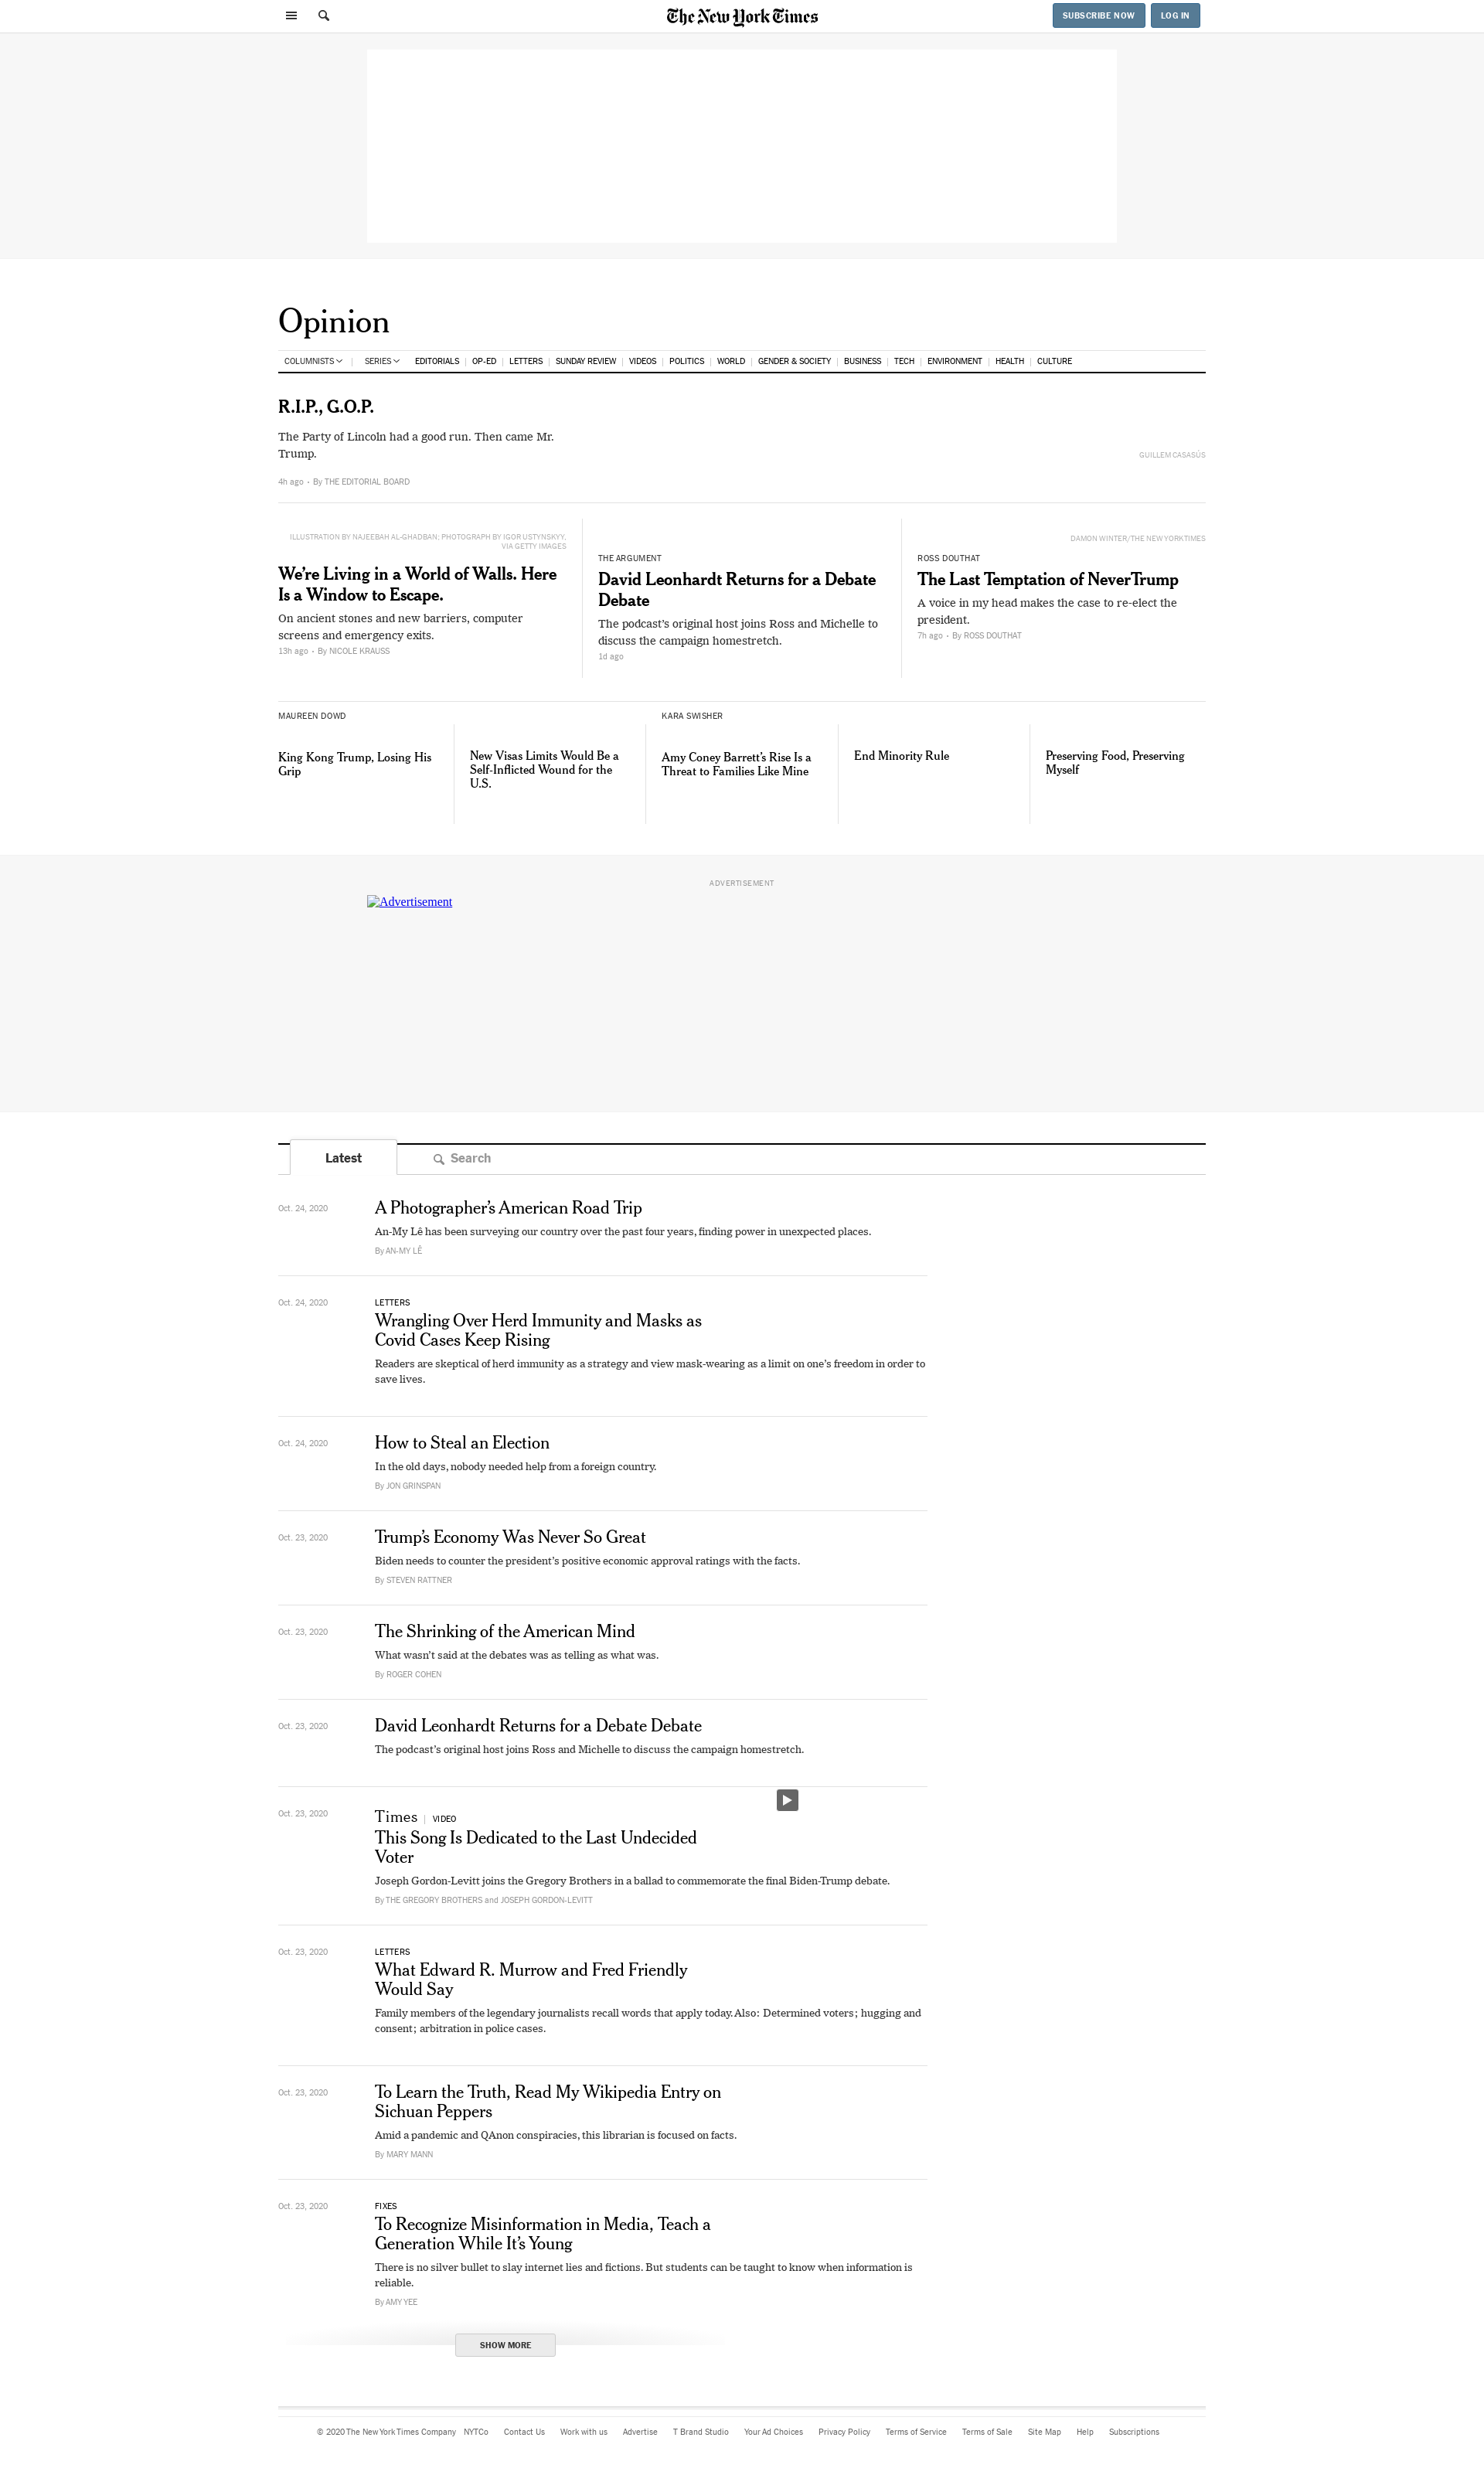 The New York Times
SUBSCRIBE NOW
LOG IN
Opinion
COLUMNISTS
SERIES
EDITORIALS
OP-ED
LETTERS
SUNDAY REVIEW
VIDEOS
POLITICS
WORLD
GENDER & SOCIETY
BUSINESS
TECH
ENVIRONMENT
HEALTH
CULTURE
R.I.P., G.O.P.
The Party of Lincoln had a good run. Then came Mr.
Trump.
GUILLEM CASASÚS
4h ago • By THE EDITORIAL BOARD
ILLUSTRATION BY NAJEEBAH AL-GHADBAN; PHOTOGRAPH BY IGOR USTYNSKYY,
VIA GETTY IMAGES
We’re Living in a World of Walls. Here
Is a Window to Escape.
On ancient stones and new barriers, computer
screens and emergency exits.
13h ago • By NICOLE KRAUSS
THE ARGUMENT
David Leonhardt Returns for a Debate
Debate
The podcast’s original host joins Ross and Michelle to
discuss the campaign homestretch.
1d ago
DAMON WINTER/THE NEW YORK TIMES
ROSS DOUTHAT
The Last Temptation of NeverTrump
A voice in my head makes the case to re-elect the
president.
7h ago • By ROSS DOUTHAT
MAUREEN DOWD
King Kong Trump, Losing His
Grip
New Visas Limits Would Be a
Self-Inflicted Wound for the
U.S.
KARA SWISHER
Amy Coney Barrett’s Rise Is a
Threat to Families Like Mine
End Minority Rule
Preserving Food, Preserving
Myself
ADVERTISEMENT
Advertisement
Latest
Search
Oct. 24, 2020
A Photographer’s American Road Trip
An-My Lê has been surveying our country over the past four years, finding power in unexpected places.
By AN-MY LÊ
Oct. 24, 2020
LETTERS
Wrangling Over Herd Immunity and Masks as
Covid Cases Keep Rising
Readers are skeptical of herd immunity as a strategy and view mask-wearing as a limit on one’s freedom in order to
save lives.
Oct. 24, 2020
How to Steal an Election
In the old days, nobody needed help from a foreign country.
By JON GRINSPAN
Oct. 23, 2020
Trump’s Economy Was Never So Great
Biden needs to counter the president’s positive economic approval ratings with the facts.
By STEVEN RATTNER
Oct. 23, 2020
The Shrinking of the American Mind
What wasn’t said at the debates was as telling as what was.
By ROGER COHEN
Oct. 23, 2020
David Leonhardt Returns for a Debate Debate
The podcast’s original host joins Ross and Michelle to discuss the campaign homestretch.
Oct. 23, 2020
Times | VIDEO
This Song Is Dedicated to the Last Undecided
Voter
Joseph Gordon-Levitt joins the Gregory Brothers in a ballad to commemorate the final Biden-Trump debate.
By THE GREGORY BROTHERS and JOSEPH GORDON-LEVITT
Oct. 23, 2020
LETTERS
What Edward R. Murrow and Fred Friendly
Would Say
Family members of the legendary journalists recall words that apply today. Also: Determined voters; hugging and
consent; arbitration in police cases.
Oct. 23, 2020
To Learn the Truth, Read My Wikipedia Entry on
Sichuan Peppers
Amid a pandemic and QAnon conspiracies, this librarian is focused on facts.
By MARY MANN
Oct. 23, 2020
FIXES
To Recognize Misinformation in Media, Teach a
Generation While It’s Young
There is no silver bullet to slay internet lies and fictions. But students can be taught to know when information is
reliable.
By AMY YEE
SHOW MORE
© 2020 The New York Times Company
NYTCo
Contact Us
Work with us
Advertise
T Brand Studio
Your Ad Choices
Privacy Policy
Terms of Service
Terms of Sale
Site Map
Help
Subscriptions